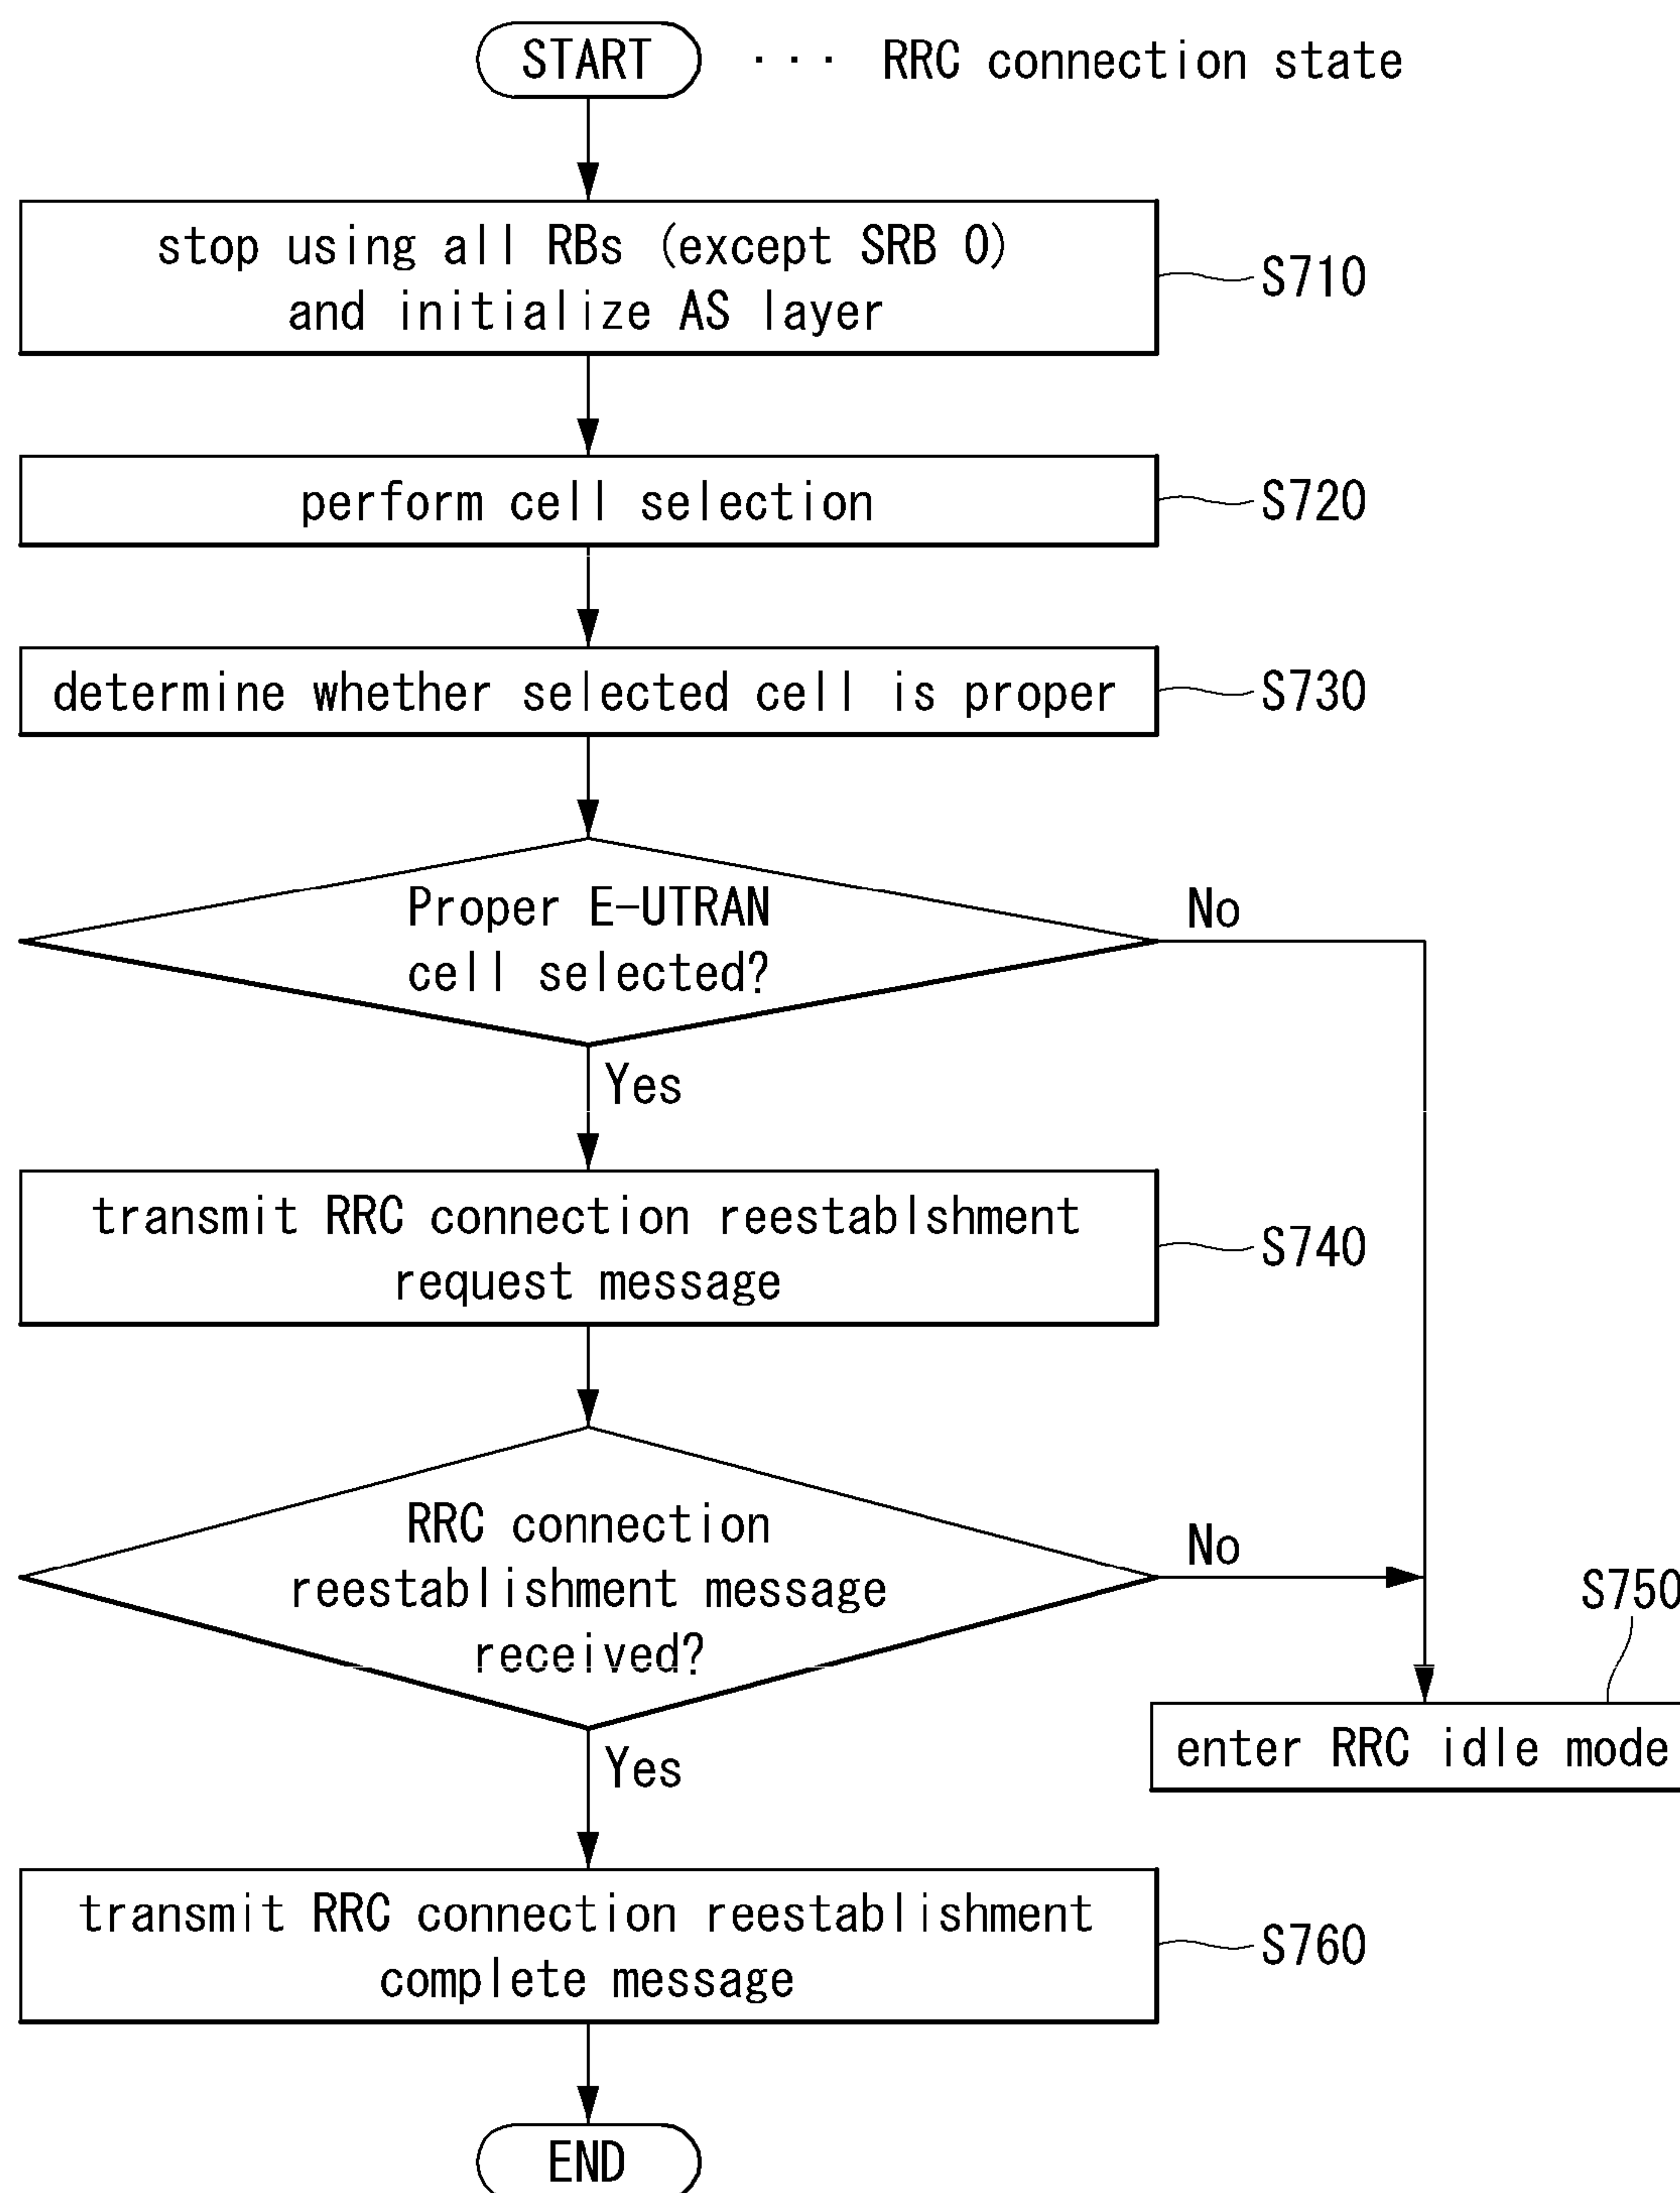 START ··· RRC connection state
stop using all RBs (except SRB 0)
and initialize AS layer
S710
perform cell selection
S720
determine whether selected cell is proper
S730
Proper E-UTRAN
cell selected?
No
Yes
transmit RRC connection reestablshment
request message
S740
RRC connection
reestablishment message
received?
No
S750
enter RRC idle mode
Yes
transmit RRC connection reestablishment
complete message
S760
END